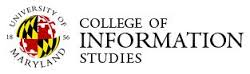 UNIVERSITY OF
18 56
MARYLAND
COLLEGE OF
INFORMATION
STUDIES